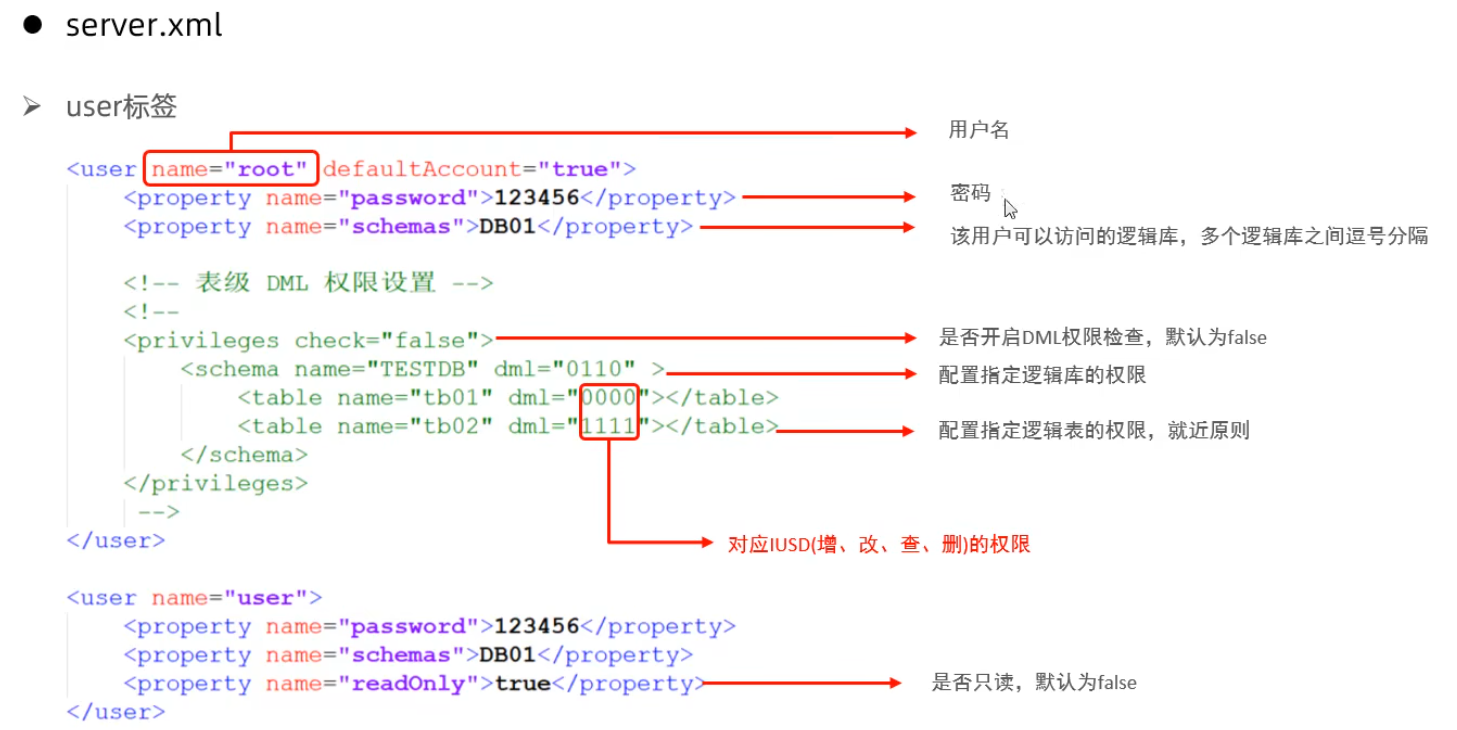 server.xml
user标签
用户名
<user name="root" defaultAccount="true">
<property name="password">123456</property>
密码
<property name="schemas">DB01</property>
该用户可以访问的逻辑库，多个逻辑库之间逗号分隔
<!-- 表级 DML 权限设置 -->
<!--
<privileges check="false">
是否开启DML权限检查，默认为false
<schema name="TESTDB" dml="0110" >
配置指定逻辑库的权限
<table name="tb01" dml="0000"></table>
<table name="tb02" dml="1111"></table>
配置指定逻辑表的权限，就近原则
</schema>
</privileges>
-->
</user>
对应IUSD(增、改、查、删)的权限
<user name="user">
<property name="password">123456</property>
<property name="schemas">DB01</property>
<property name="readOnly">true</property>
是否只读，默认为false
</user>